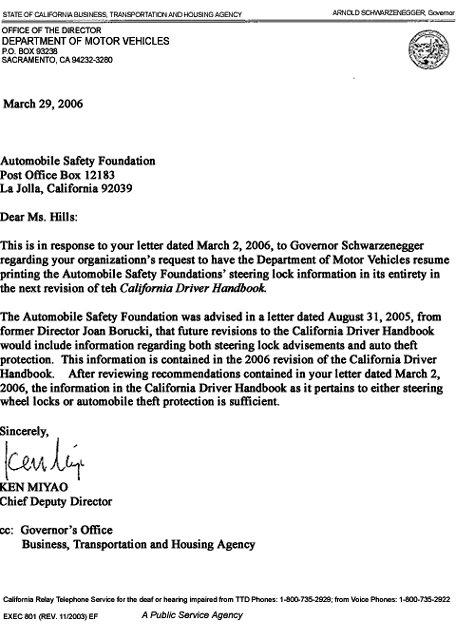 STATE OF CALIFORNIA BUSINESS, TRANSPORTATION AND HOUSING AGENCY ARNOLD SCHWARZENEGGER, Governor
OFFICE OF THE DIRECTOR
DEPARTMENT OF MOTOR VEHICLES
P.O. BOX 93238
SACRAMENTO, CA 94232-3280
March 29, 2006
Automobile Safety Foundation
Post Office Box 12183
La Jolla, California 92039
Dear Ms. Hills:
This is in response to your letter dated March 2, 2006, to Governor Schwarzenegger
regarding your organizationn's request to have the Department of Motor Vehicles resume
printing the Automobile Safety Foundations' steering lock information in its entirety in
the next revision of teh California Driver Handbook.
The Automobile Safety Foundation was advised in a letter dated August 31, 2005, from
former Director Joan Borucki, that future revisions to the California Driver Handbook
would include information regarding both steering lock advisements and auto theft
protection. This information is contained in the 2006 revision of the California Driver
Handbook. After reviewing recommendations contained in your letter dated March 2,
2006, the information in the California Driver Handbook as it pertains to either steering
wheel locks or automobile theft protection is sufficient.
Sincerely,
KEN MIYAO
Chief Deputy Director
cc: Governor's Office
Business, Transportation and Housing Agency
California Relay Telephone Service for the deaf or hearing impaired from TTD Phones: 1-800-735-2929; from Voice Phones: 1-800-735-2922
EXEC 801 (REV. 11/2003) EF A Public Service Agency